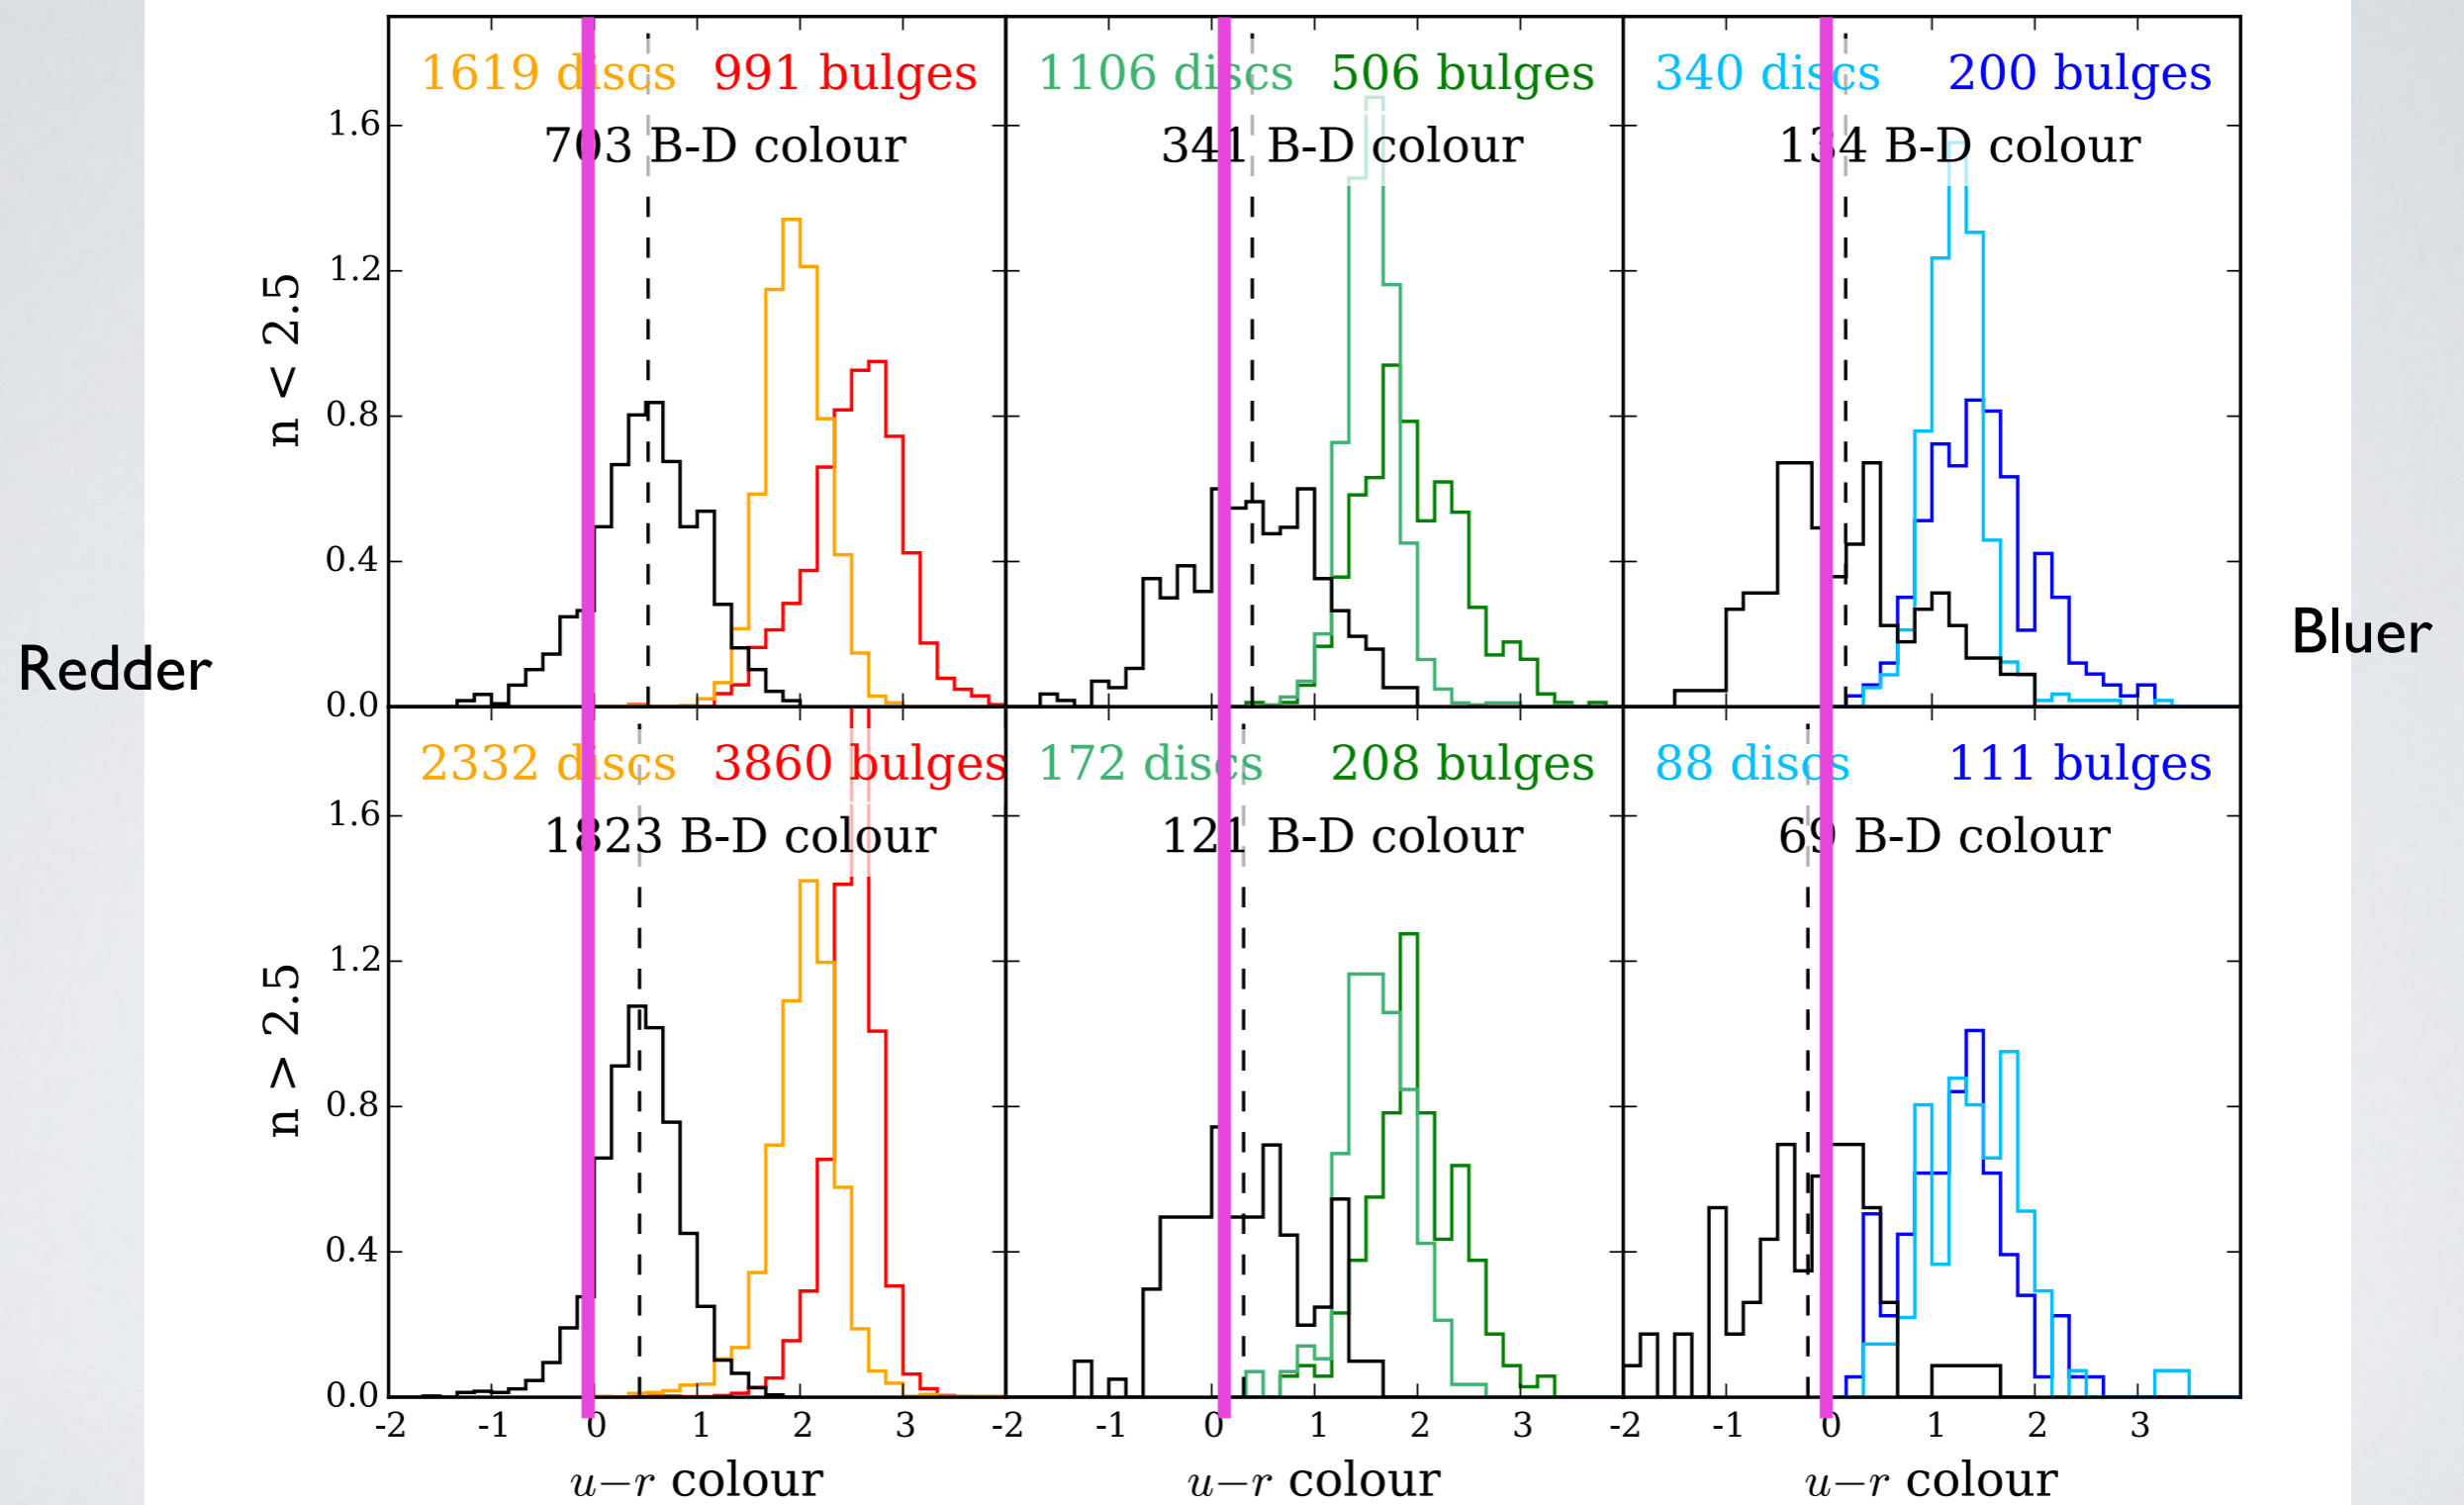 1619 discs 991 bulges 1106 discs 506 bulges 340 discs 200 bulges
703 B-D colour 341 B-D colour 134 B-D colour
1.6
1.2
0.8
0.4
0.0
n < 2.5
Redder
Bluer
2332 discs 3860 bulges 172 discs 208 bulges 88 discs 111 bulges
1823 B-D colour 121 B-D colour 69 B-D colour
1.6
1.2
0.8
0.4
0.0
n > 2.5
-2 -1 0 1 2 3 -2 -1 0 1 2 3 -2 -1 0 1 2 3
u−r colour u−r colour u−r colour